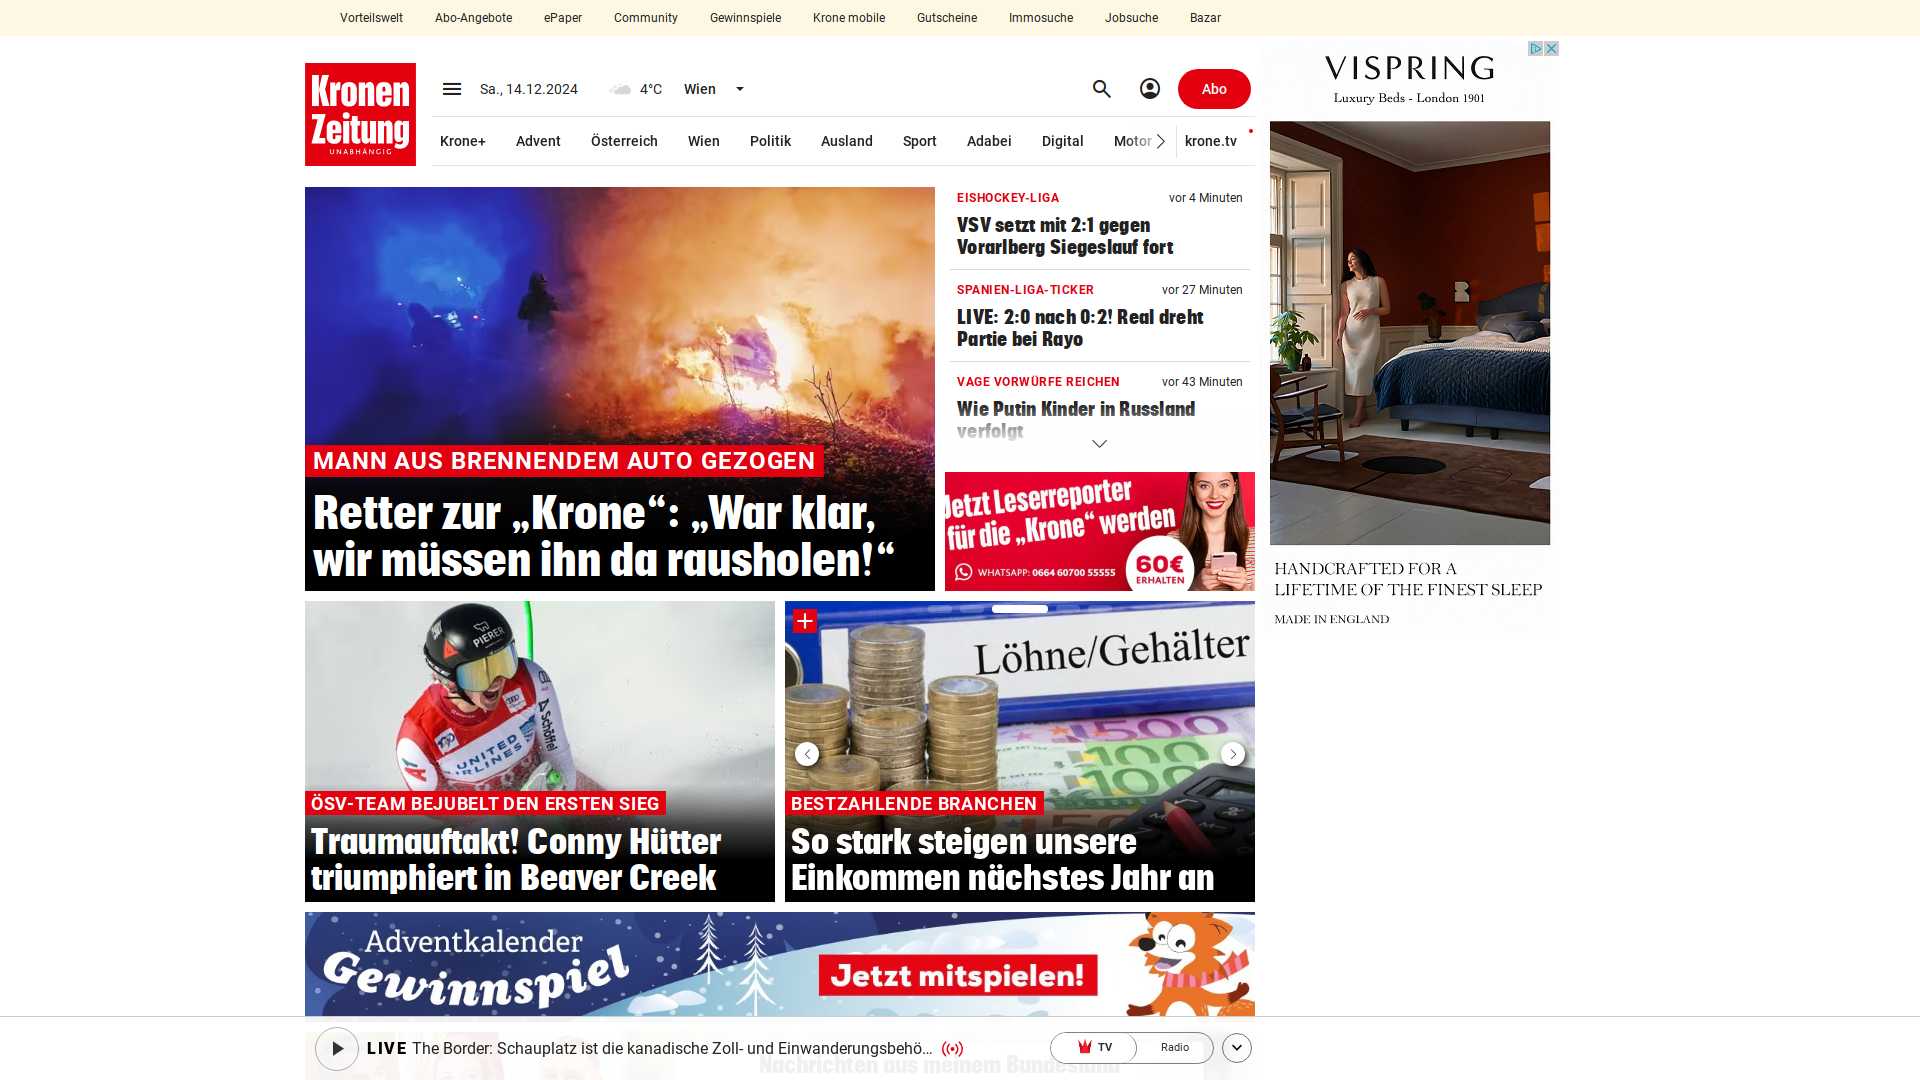 Vorteilswelt Abo-Angebote ePaper Community Gewinnspiele Krone mobile Gutscheine Immosuche Jobsuche Bazar
Kronen
Zeitung
UNABHÄNGIG
Sa., 14.12.2024 4°C Wien
Abo
Krone+ Advent Österreich Wien Politik Ausland Sport Adabei Digital Motor krone.tv
MANN AUS BRENNENDEM AUTO GEZOGEN
Retter zur „Krone“: „War klar,
wir müssen ihn da rausholen!“
EISHOCKEY-LIGA vor 4 Minuten
VSV setzt mit 2:1 gegen
Vorarlberg Siegeslauf fort
SPANIEN-LIGA-TICKER vor 27 Minuten
LIVE: 2:0 nach 0:2! Real dreht
Partie bei Rayo
VAGE VORWÜRFE REICHEN vor 43 Minuten
Wie Putin Kinder in Russland
verfolgt
Jetzt Leserreporter
für die „Krone“ werden
WHATSAPP: 0664 60700 55555
60€
ERHALTEN
VISPRING
Luxury Beds - London 1901
HANDCRAFTED FOR A
LIFETIME OF THE FINEST SLEEP
MADE IN ENGLAND
PIERER
UNITED
AIRLINES
A1
Schöffel
ÖSV-TEAM BEJUBELT DEN ERSTEN SIEG
Traumauftakt! Conny Hütter
triumphiert in Beaver Creek
Löhne/Gehälter
500
100
100
BESTZAHLENDE BRANCHEN
So stark steigen unsere
Einkommen nächstes Jahr an
Adventkalender
Gewinnspiel
Jetzt mitspielen!
LIVE The Border: Schauplatz ist die kanadische Zoll- und Einwanderungsbehö...
TV Radio
Nachrichten aus meinem Bundesland